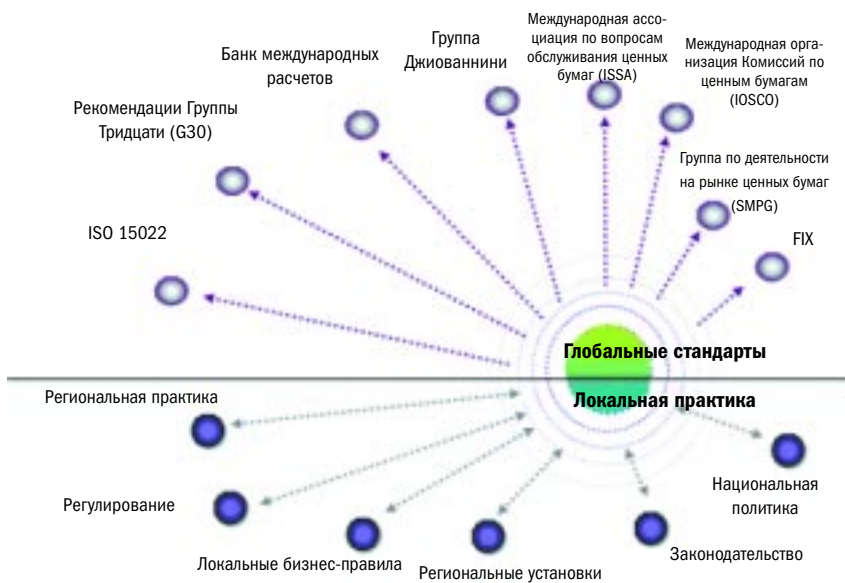 Международная ассо-
циация по вопросам
обслуживания ценных
бумаг (ISSA)
Группа
Джиованнини
Международная орга-
низация Комиссий по
ценным бумагам
(IOSCO)
Банк международных
расчетов
Рекомендации Группы
Тридцати (G30)
Группа по деятельности
на рынке ценных бумаг
(SMPG)
ISO 15022
FIX
Глобальные стандарты
Локальная практика
Региональная практика
Национальная
политика
Регулирование
Законодательство
Локальные бизнес-правила
Региональные установки